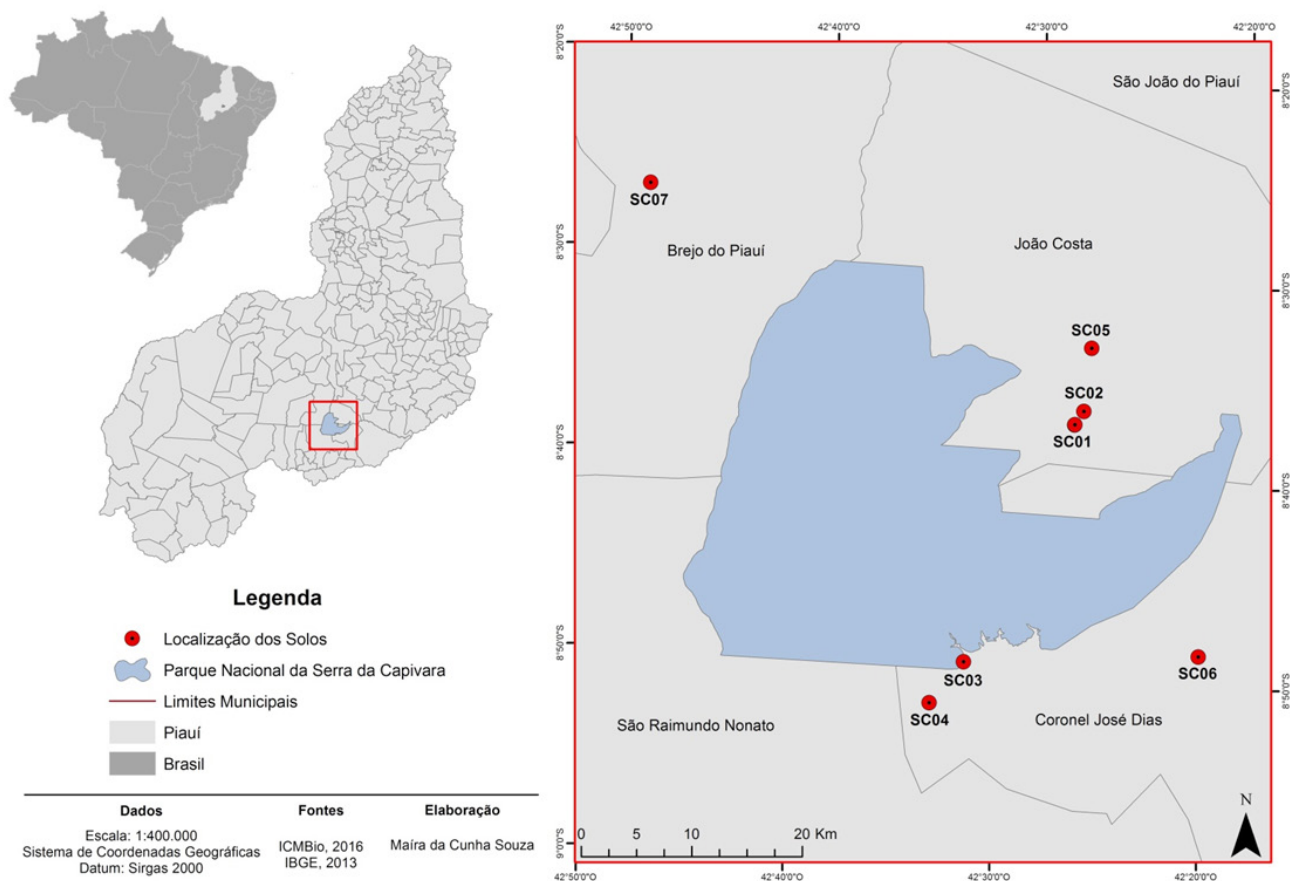 42°50'0"O
42°40'0"O
42°30'0"O
42°20'0"O
8°20'0"S
8°30'0"S
8°40'0"S
8°50'0"S
9°0'0"S
São João do Piauí
8°20'0"S
SC07
Brejo do Piauí
João Costa
8°30'0"S
SC05
SC02
SC01
8°40'0"S
SC03
SC06
SC04
8°50'0"S
São Raimundo Nonato
Coronel José Dias
N
0 5 10 20 Km
42°50'0"O
42°40'0"O
42°30'0"O
42°20'0"O
Legenda
Localização dos Solos
Parque Nacional da Serra da Capivara
Limites Municipais
Piauí
Brasil
Dados
Escala: 1:400.000
Sistema de Coordenadas Geográficas
Datum: Sirgas 2000
Fontes
ICMBio, 2016
IBGE, 2013
Elaboração
Maíra da Cunha Souza